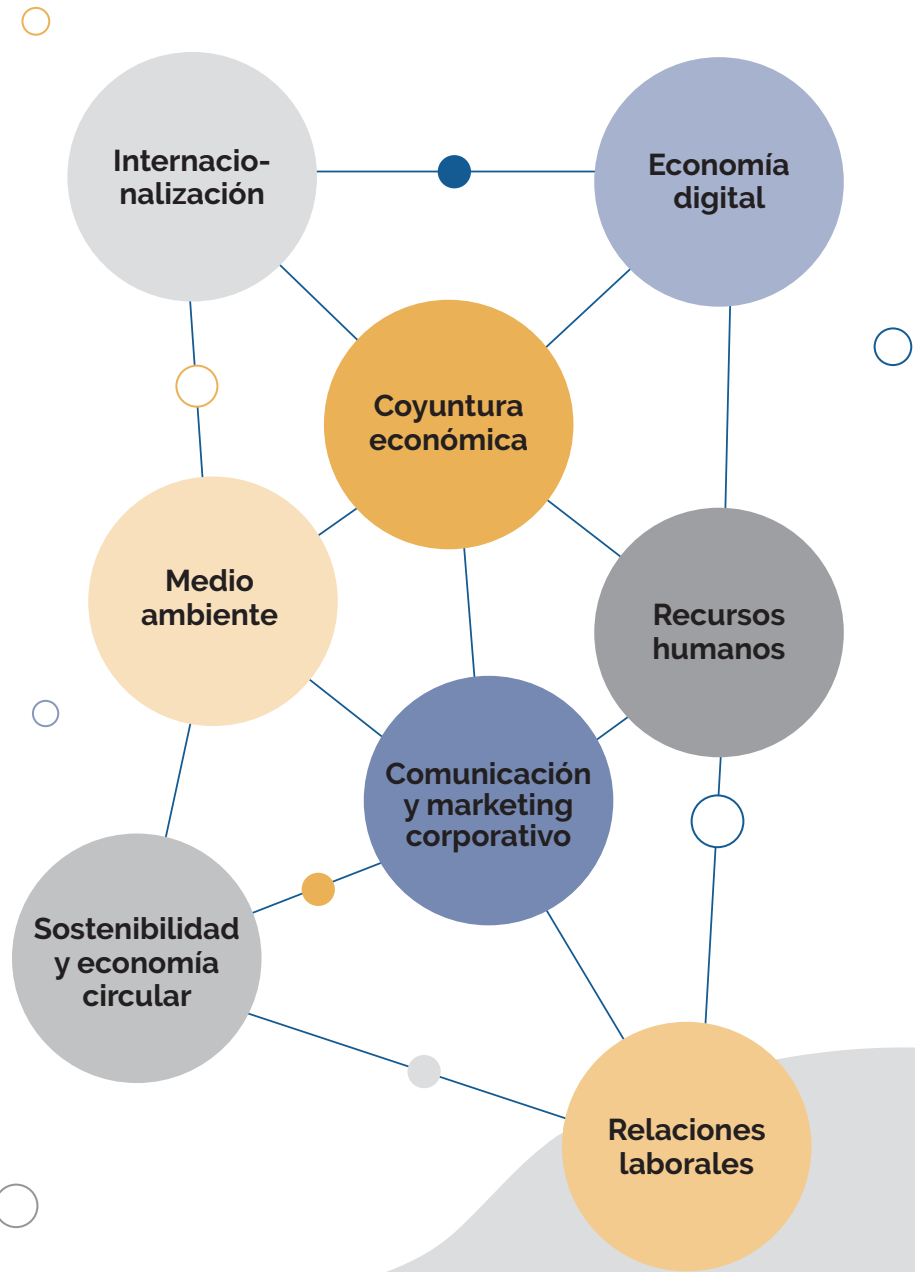 Internacio-
nalización
Economía
digital
Coyuntura
económica
Medio
ambiente
Recursos
humanos
Comunicación
y marketing
corporativo
Sostenibilidad
y economía
circular
Relaciones
laborales